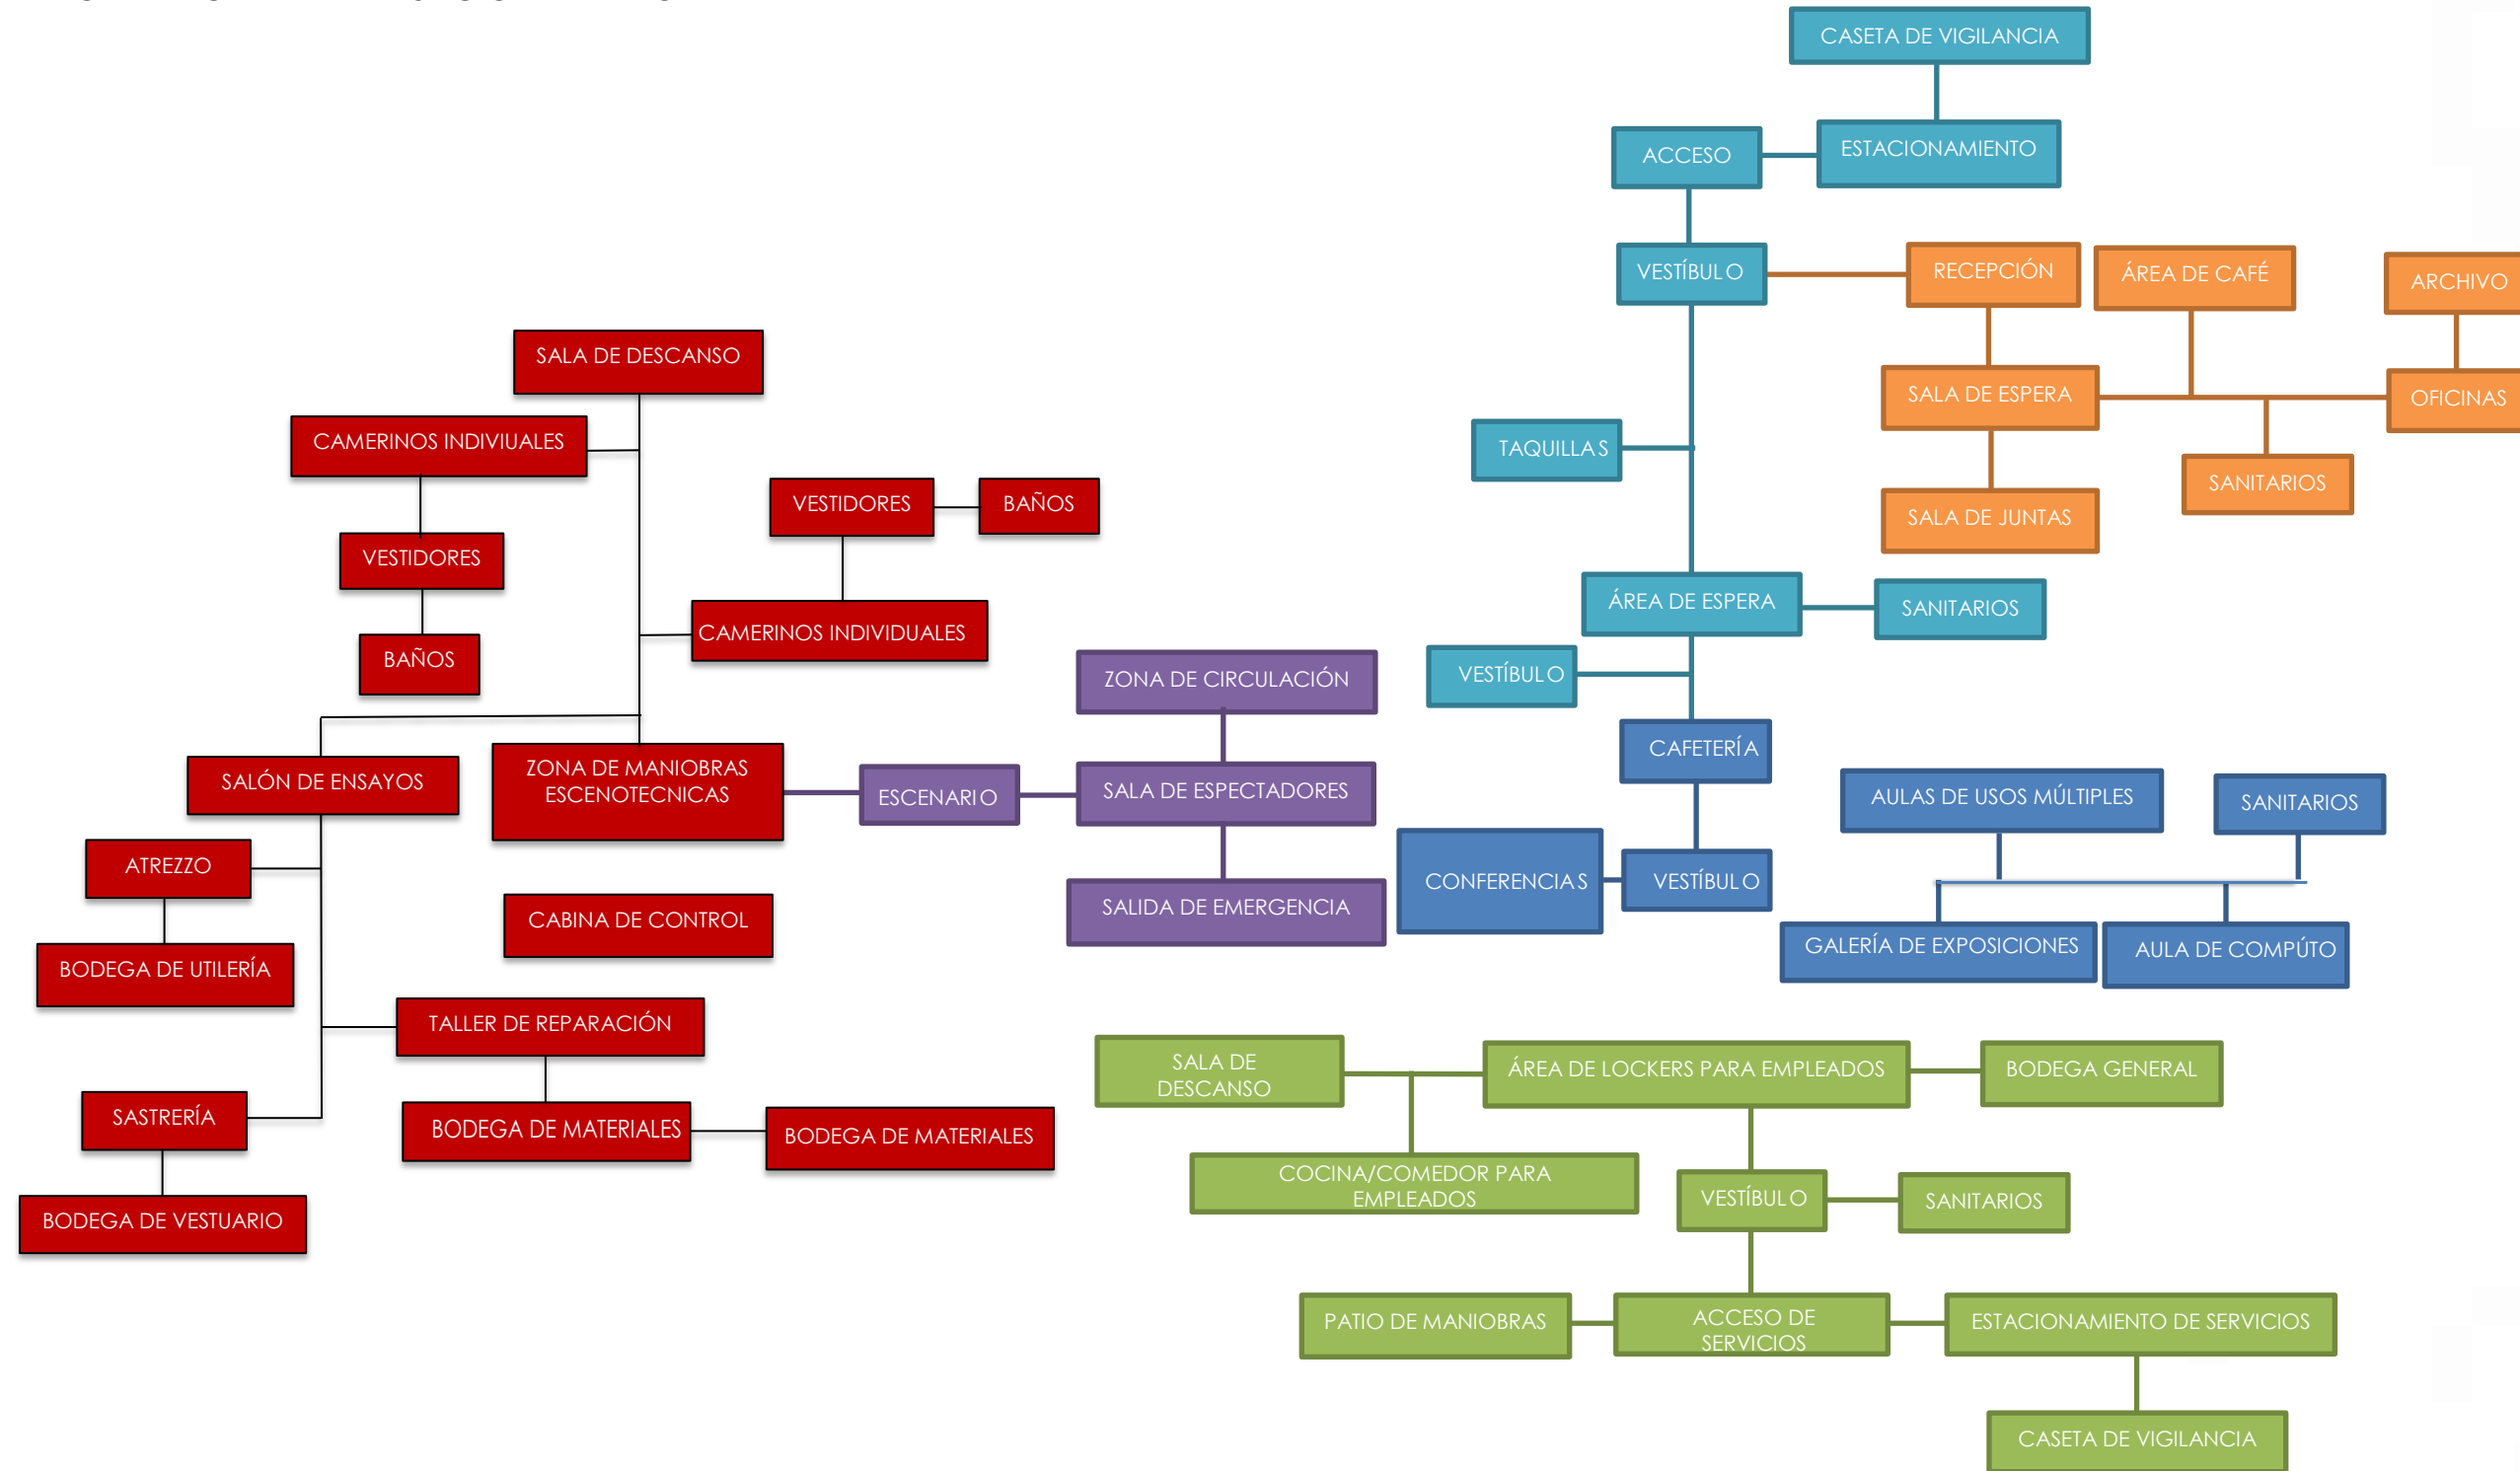 CASETA DE VIGILANCIA
ACCESO
ESTACIONAMIENTO
VESTÍBULO
RECEPCIÓN
ÁREA DE CAFÉ
ARCHIVO
SALA DE ESPERA
OFICINAS
TAQUILLAS
SANITARIOS
SALA DE JUNTAS
ÁREA DE ESPERA
SANITARIOS
VESTÍBULO
SALA DE DESCANSO
CAMERINOS INDIVIUALES
VESTIDORES
BAÑOS
VESTIDORES
BAÑOS
CAMERINOS INDIVIDUALES
ZONA DE CIRCULACIÓN
SALÓN DE ENSAYOS
ZONA DE MANIOBRAS
ESCENOTECNICAS
ESCENARIO
SALA DE ESPECTADORES
SALIDA DE EMERGENCIA
ATREZZO
CABINA DE CONTROL
BODEGA DE UTILERÍA
TALLER DE REPARACIÓN
SASTRERÍA
BODEGA DE MATERIALES
BODEGA DE MATERIALES
BODEGA DE VESTUARIO
CAFETERÍA
AULAS DE USOS MÚLTIPLES
SANITARIOS
CONFERENCIAS
VESTÍBULO
GALERÍA DE EXPOSICIONES
AULA DE COMPÚTO
SALA DE
DESCANSO
ÁREA DE LOCKERS PARA EMPLEADOS
BODEGA GENERAL
COCINA/COMEDOR PARA
EMPLEADOS
VESTÍBULO
SANITARIOS
PATIO DE MANIOBRAS
ACCESO DE
SERVICIOS
ESTACIONAMIENTO DE SERVICIOS
CASETA DE VIGILANCIA